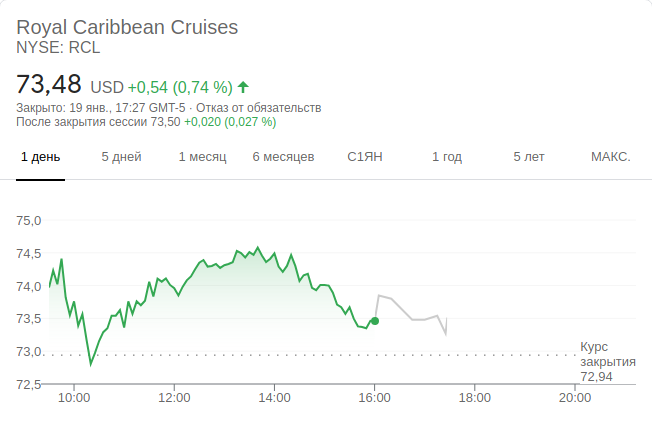 Royal Caribbean Cruises
NYSE: RCL
73,48 USD +0,54 (0,74 %)
Закрыто: 19 янв., 17:27 GMT-5 · Отказ от обязательств
После закрытия сессии 73,50 +0,020 (0,027 %)
1 день 5 дней 1 месяц 6 месяцев С1ЯН 1 год 5 лет МАКС.
75,0
74,5
74,0
73,5
73,0
72,5
Курс
закрытия
72,94
10:00 12:00 14:00 16:00 18:00 20:00